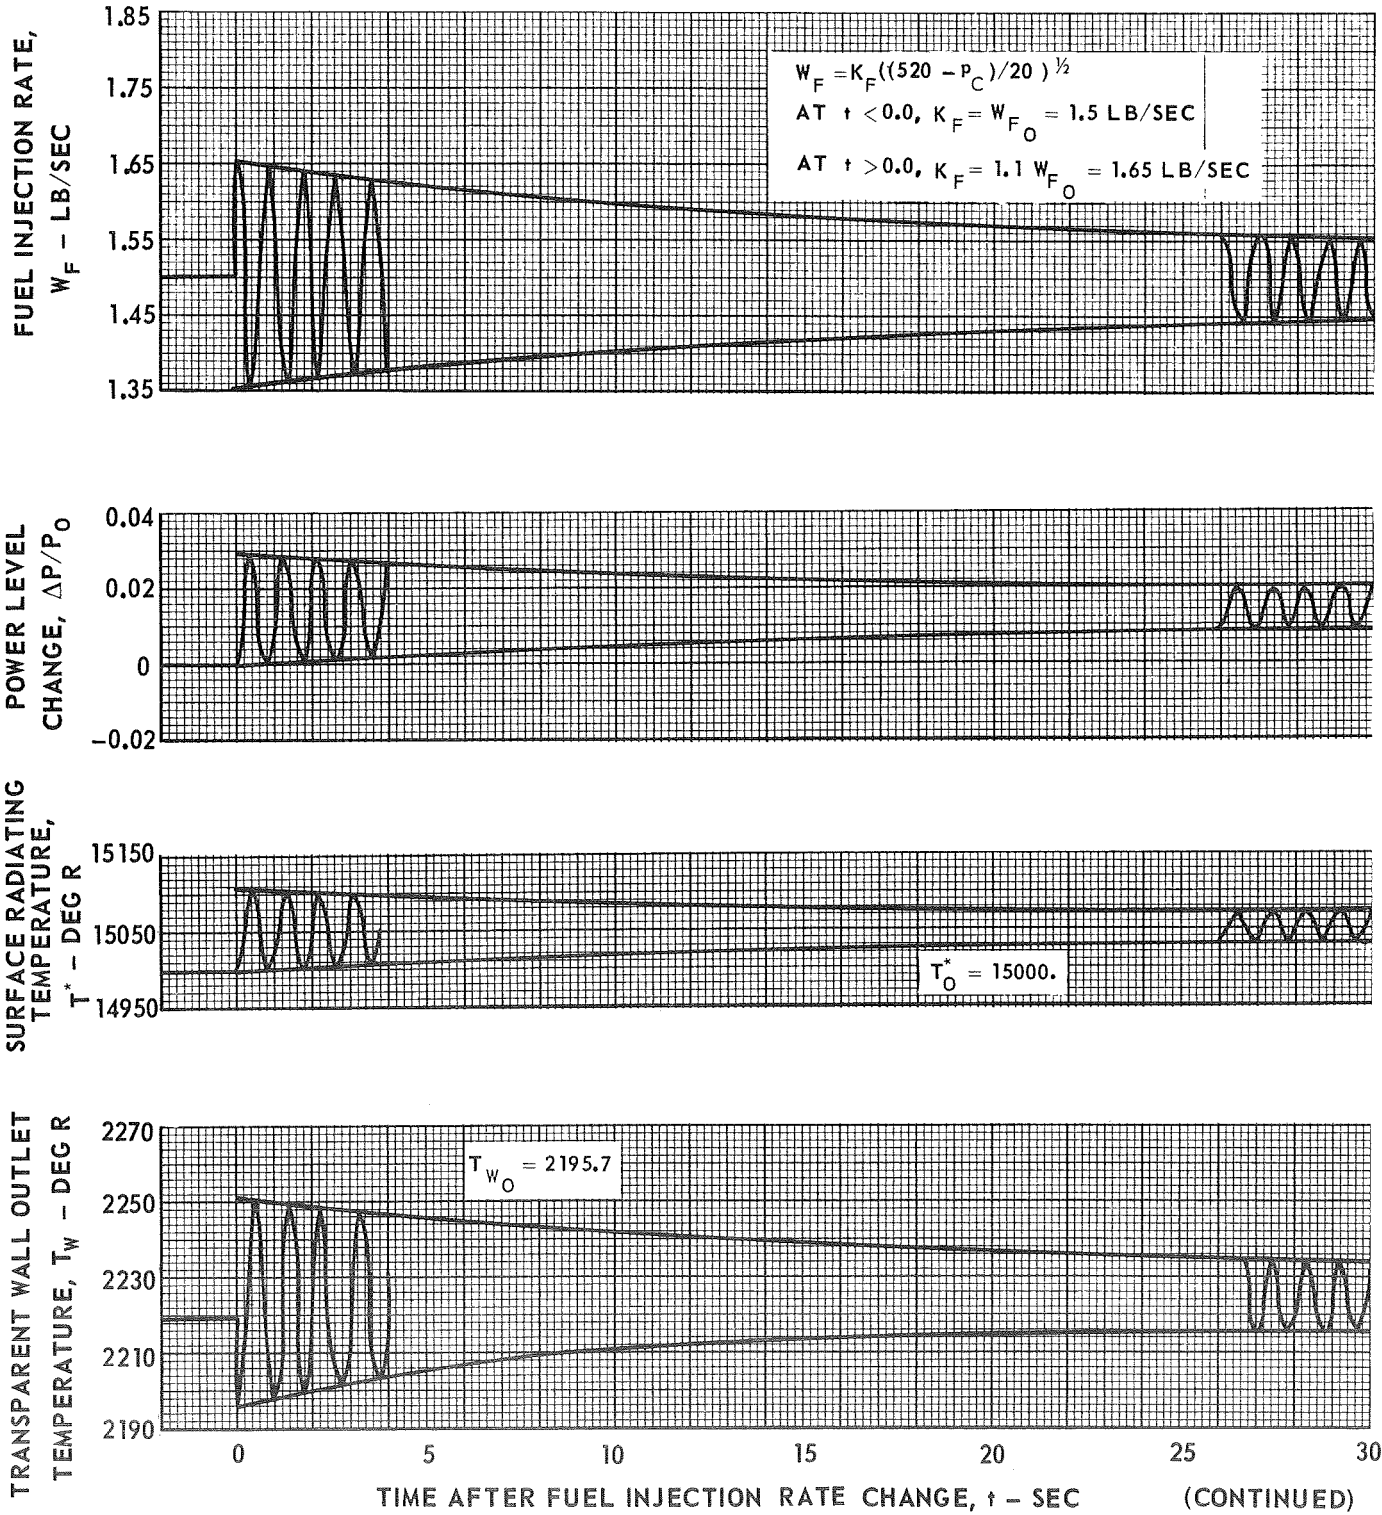 FUEL INJECTION RATE,
W_F – LB/SEC
1.85
1.75
1.65
1.55
1.45
1.35
W_F = K_F ((520 – P_C)/20)^½
AT t < 0.0, K_F = W_F_O = 1.5 LB/SEC
AT t > 0.0, K_F = 1.1 W_F_O = 1.65 LB/SEC
POWER LEVEL
CHANGE, ΔP/P_O
0.04
0.02
0
–0.02
SURFACE RADIATING
TEMPERATURE,
T* – DEG R
15150
15050
14950
T_O* = 15000.
TRANSPARENT WALL OUTLET
TEMPERATURE, T_W – DEG R
2270
2250
2230
2210
2190
T_W_O = 2195.7
0 5 10 15 20 25 30
TIME AFTER FUEL INJECTION RATE CHANGE, t – SEC (CONTINUED)